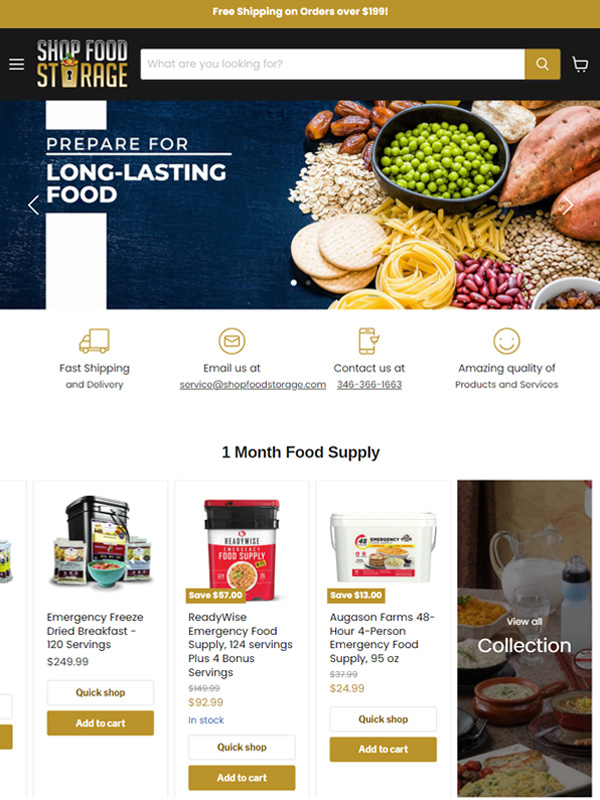 Free Shipping on Orders over $199!
SHOP FOOD
STORAGE
What are you looking for?
PREPARE FOR
LONG-LASTING
FOOD
Fast Shipping
and Delivery
Email us at
service@shopfoodstorage.com
Contact us at
346-366-1663
Amazing quality of
Products and Services
1 Month Food Supply
Emergency Freeze
Dried Breakfast -
120 Servings
$249.99
Quick shop
Add to cart
READYWISE
EMERGENCY
FOOD SUPPLY
Save $57.00
ReadyWise
Emergency Food
Supply, 124 servings
Plus 4 Bonus
Servings
$149.99
$92.99
In stock
Quick shop
Add to cart
48
EMERGENCY
Save $13.00
Augason Farms 48-
Hour 4-Person
Emergency Food
Supply, 95 oz
$37.99
$24.99
Quick shop
Add to cart
View all
Collection